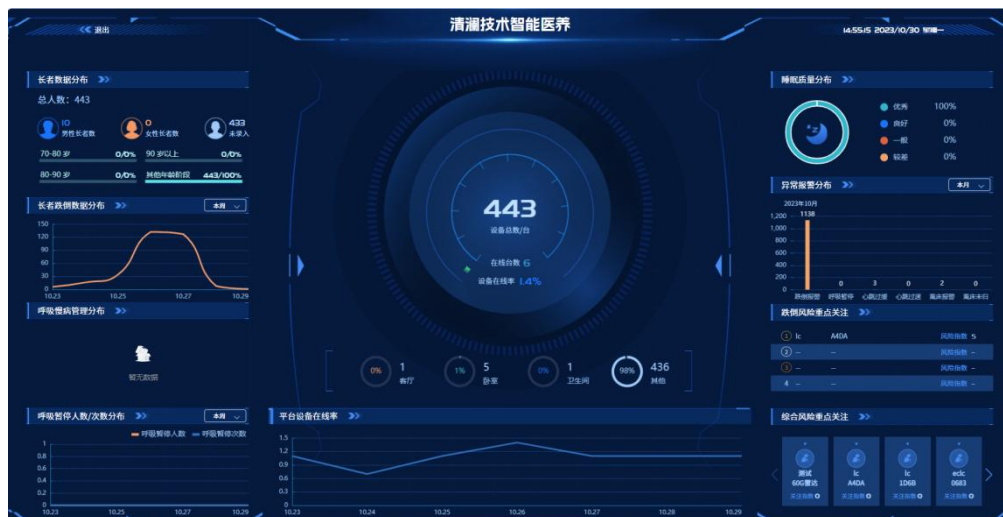 退出
清澜技术智能医养
14:55:15 2023/10/30 星期一
长者数据分布
总人数：443
10
男性长者数
0
女性长者数
433
未录入
70-80 岁 0/0% 90 岁以上 0/0%
80-90 岁 0/0% 其他年龄阶段 443/100%
长者跌倒数据分布 本周
150
120
90
60
30
0
10.23 10.25 10.27 10.29
呼吸慢病管理分布
暂无数据
呼吸暂停人数/次数分布 本周
呼吸暂停人数 呼吸暂停次数
1
0.8
0.6
0.4
0.2
0
10.23 10.25 10.27 10.29
443
设备总数/台
在线台数 6
设备在线率 1.4%
0% 1 客厅
1% 5 卧室
0% 1 卫生间
98% 436 其他
平台设备在线率
1.5
1.2
0.9
0.6
0.3
0
10.23 10.24 10.25 10.26 10.27 10.28 10.29
睡眠质量分布
优秀 100%
良好 0%
一般 0%
较差 0%
异常报警分布 本月
2023年10月
1,200
1,000
800
600
400
200
0
1138 0 3 0 2 0
跌倒报警 呼吸暂停 心跳过缓 心跳过速 离床报警 离床未归
跌倒风险重点关注
1 lc A4DA 风险指数 5
2 -- -- 风险指数 -
3 -- -- 风险指数 -
4 -- -- 风险指数 -
综合风险重点关注
测试
60G雷达
关注指数 0
lc
A4DA
关注指数 0
lc
1D6B
关注指数 0
eclc
0683
关注指数 0